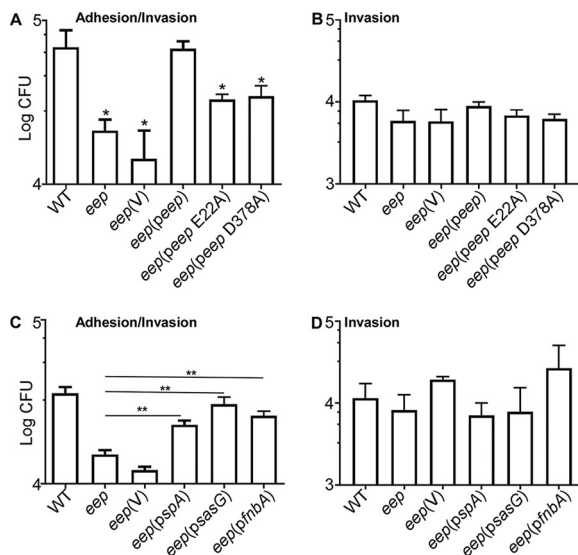 A
Adhesion/Invasion
5
Log CFU
4
*
*
*
*
WT
eep
eep(V)
eep(peep)
eep(peep E22A)
eep(peep D378A)
B
Invasion
5
4
3
WT
eep
eep(V)
eep(peep)
eep(peep E22A)
eep(peep D378A)
C
Adhesion/Invasion
5
Log CFU
4
**
**
**
WT
eep
eep(V)
eep(pspA)
eep(psasG)
eep(pfnbA)
D
Invasion
5
4
3
WT
eep
eep(V)
eep(pspA)
eep(psasG)
eep(pfnbA)